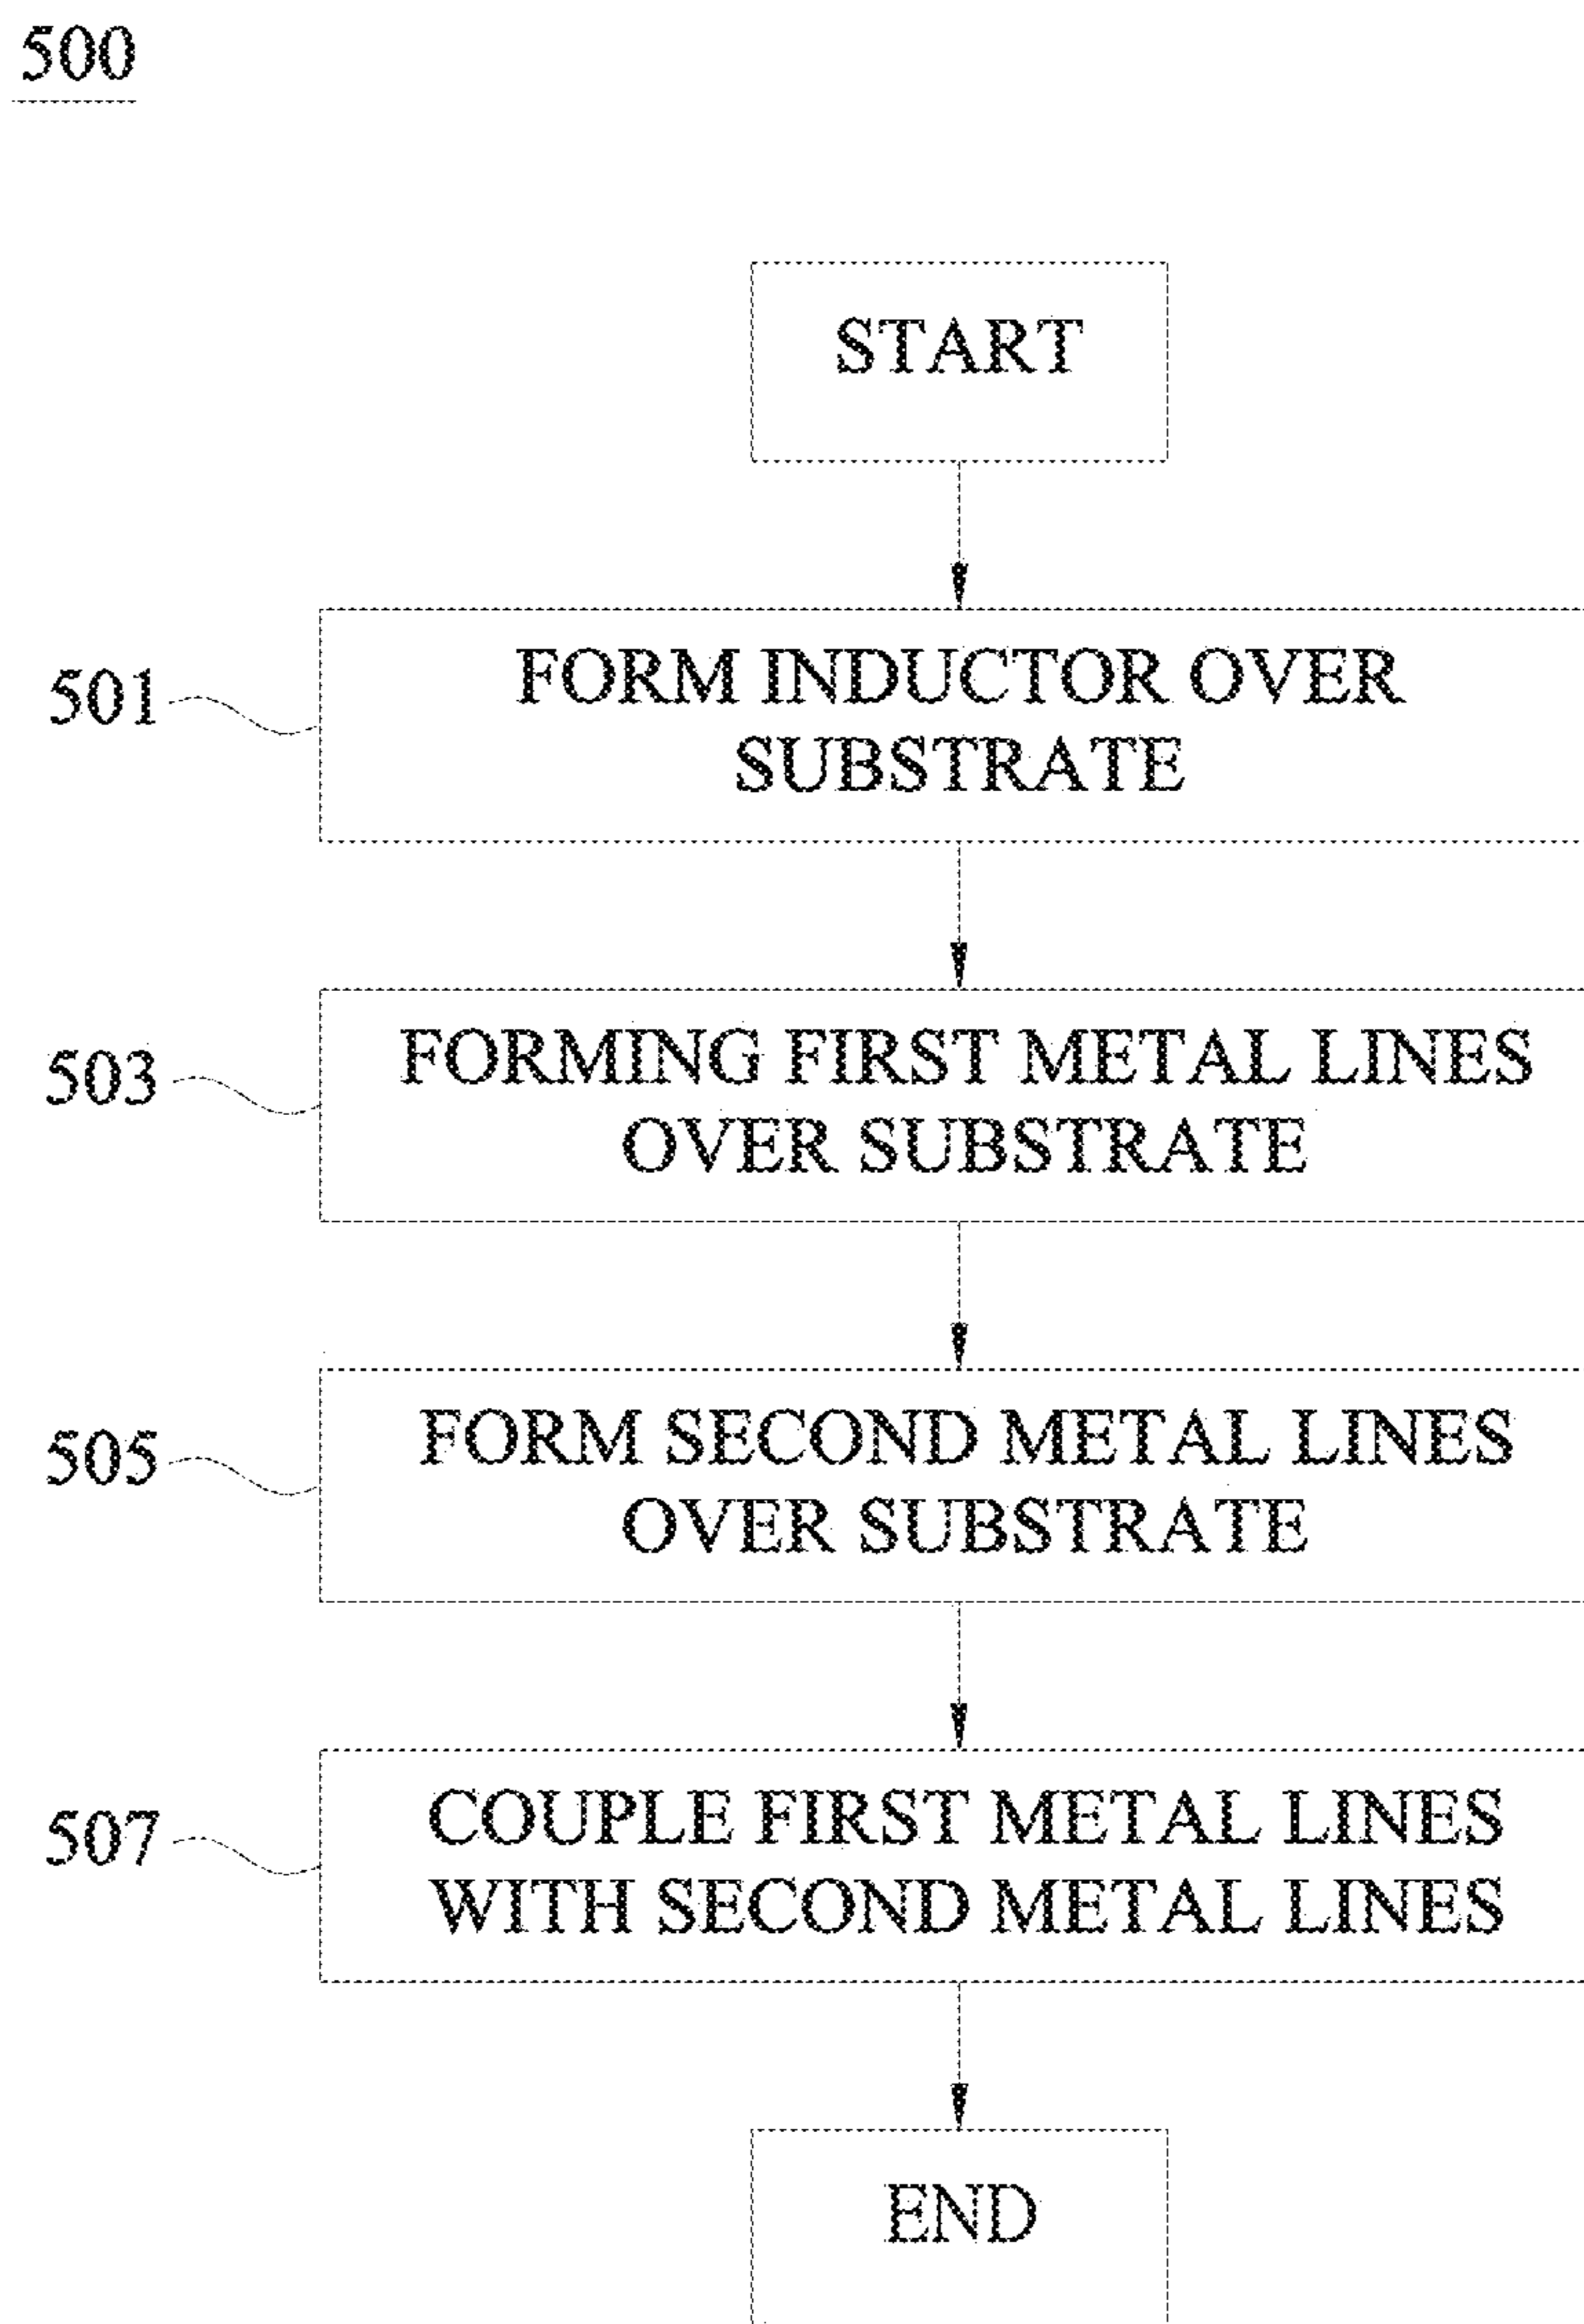 500
START
501
FORM INDUCTOR OVER
SUBSTRATE
503
FORMING FIRST METAL LINES
OVER SUBSTRATE
505
FORM SECOND METAL LINES
OVER SUBSTRATE
507
COUPLE FIRST METAL LINES
WITH SECOND METAL LINES
END